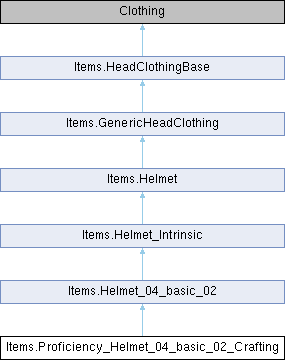 Clothing
Items.HeadClothingBase
Items.GenericHeadClothing
Items.Helmet
Items.Helmet_Intrinsic
Items.Helmet_04_basic_02
Items.Proficiency_Helmet_04_basic_02_Crafting